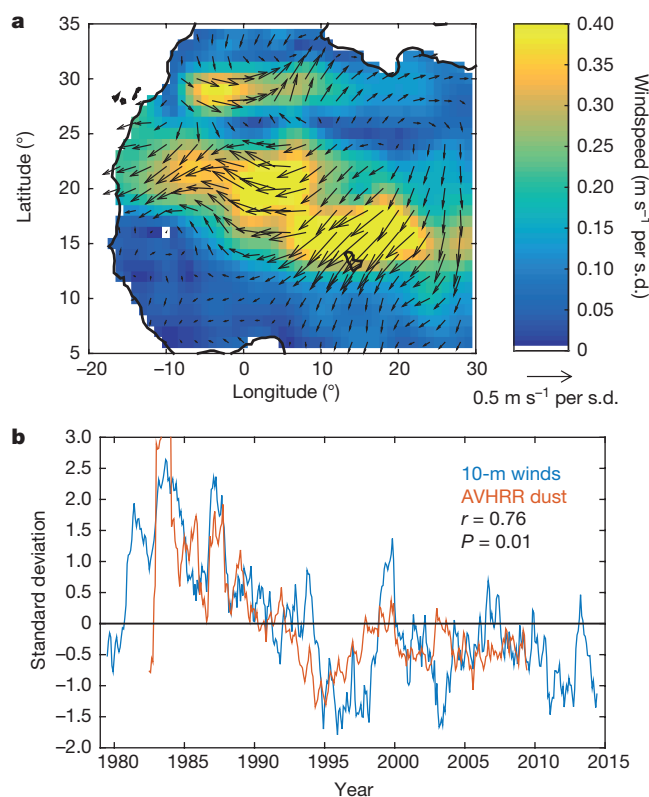 a
35
30
25
20
15
10
5
Latitude (°)
−20 −10 0 10 20 30
Longitude (°)
0.40
0.35
0.30
0.25
0.20
0.15
0.10
0.05
0
Windspeed (m s⁻¹ per s.d.)
0.5 m s⁻¹ per s.d.
b
3.0
2.5
2.0
1.5
1.0
0.5
0
−0.5
−1.0
−1.5
−2.0
Standard deviation
10-m winds
AVHRR dust
r = 0.76
P = 0.01
1980 1985 1990 1995 2000 2005 2010 2015
Year